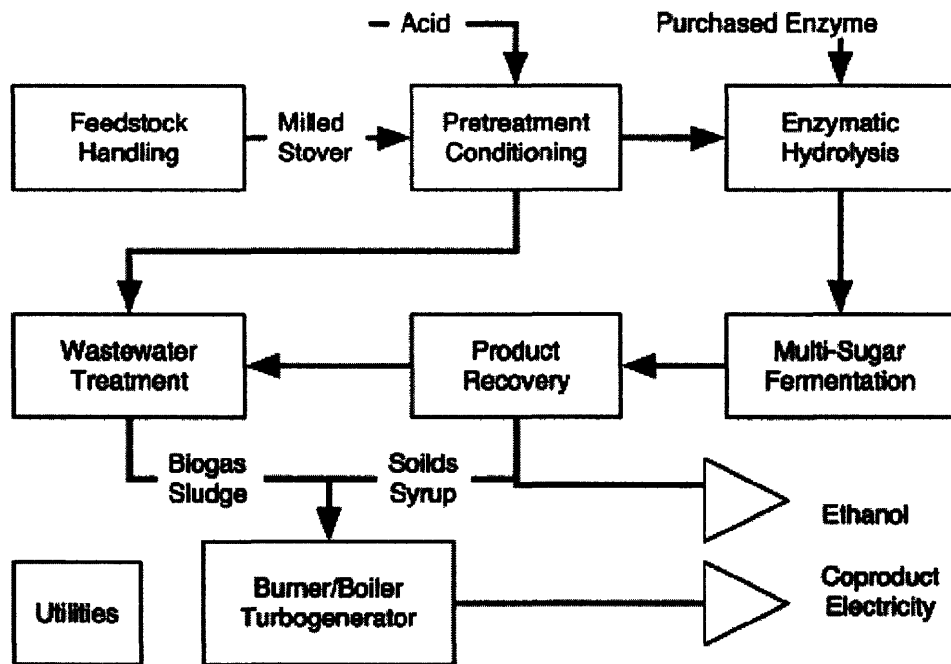 Acid
Purchased Enzyme
Feedstock
Handling
Milled
Stover
Pretreatment
Conditioning
Enzymatic
Hydrolysis
Wastewater
Treatment
Product
Recovery
Multi-Sugar
Fermentation
Biogas
Sludge
Soilds
Syrup
Ethanol
Utilities
Burner/Boiler
Turbogenerator
Coproduct
Electricity